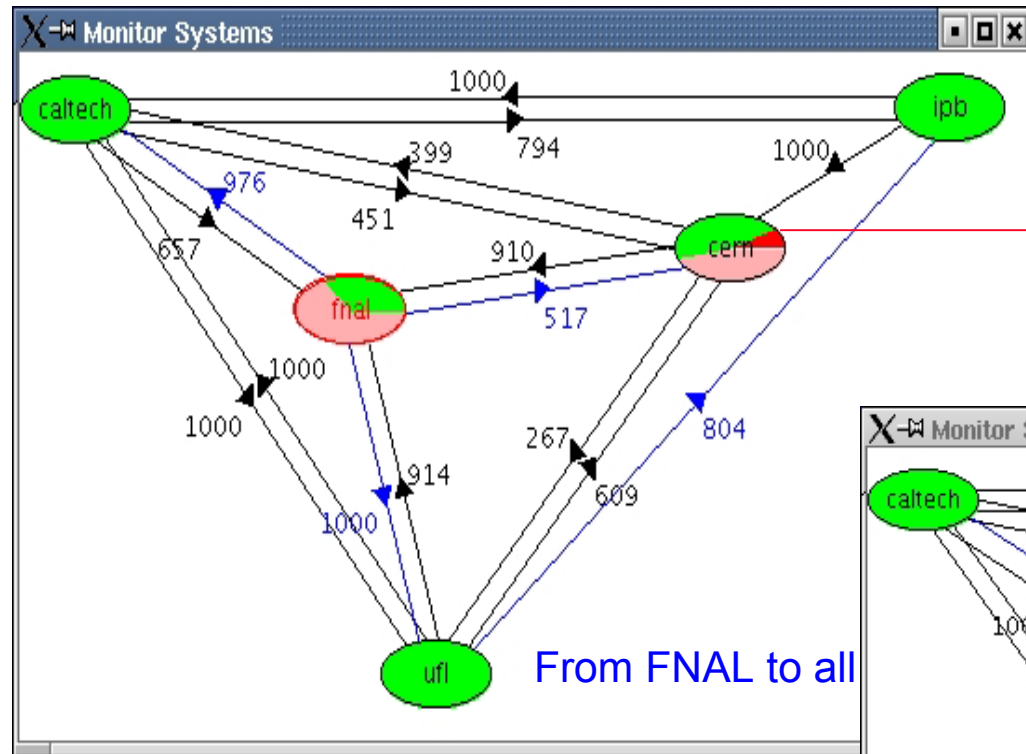 Monitor Systems
caltech
1000
ipb
794
399
1000
976
451
657
910
cern
fnal
517
1000
1000
267
804
914
609
1000
ufl
From FNAL to all
Monitor
caltech